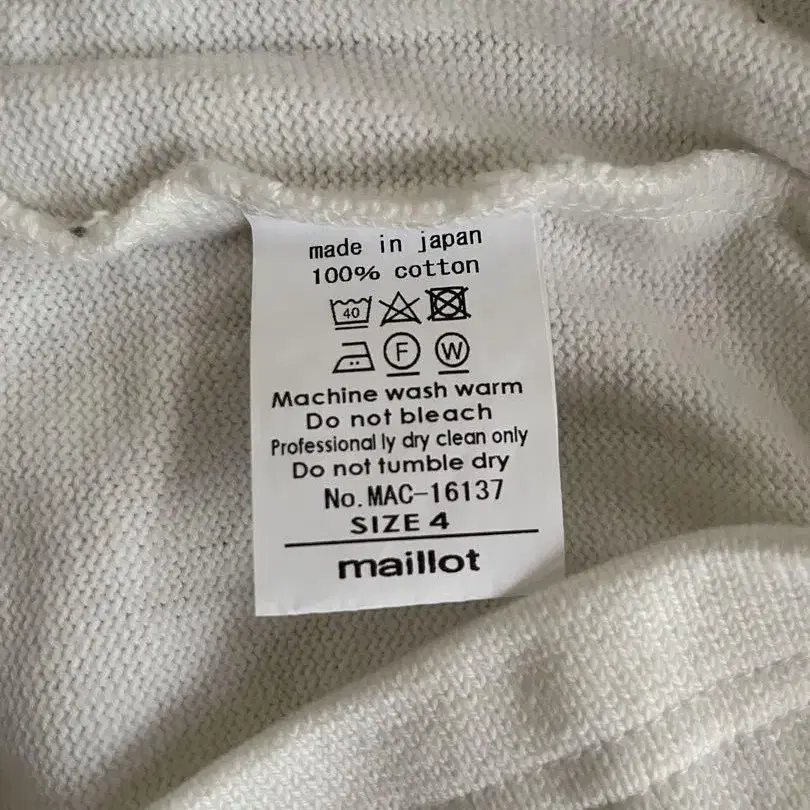 made in japan
100% cotton
40
F W
Machine wash warm
Do not bleach
Professional ly dry clean only
Do not tumble dry
No.MAC-16137
SIZE 4
maillot